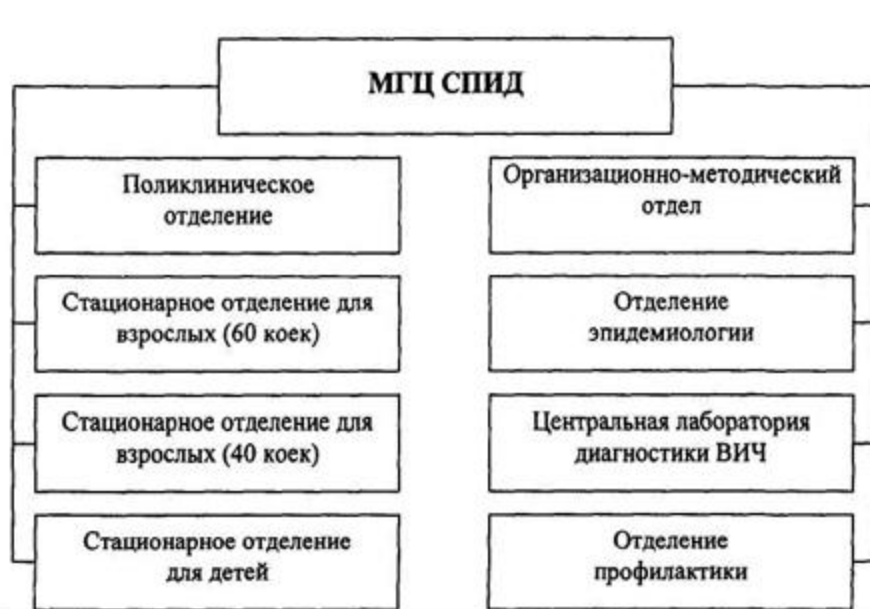 МГЦ СПИД
Поликлиническое
отделение
Стационарное отделение для
взрослых (60 коек)
Стационарное отделение для
взрослых (40 коек)
Стационарное отделение
для детей
Организационно-методический
отдел
Отделение
эпидемиологии
Центральная лаборатория
диагностики ВИЧ
Отделение
профилактики